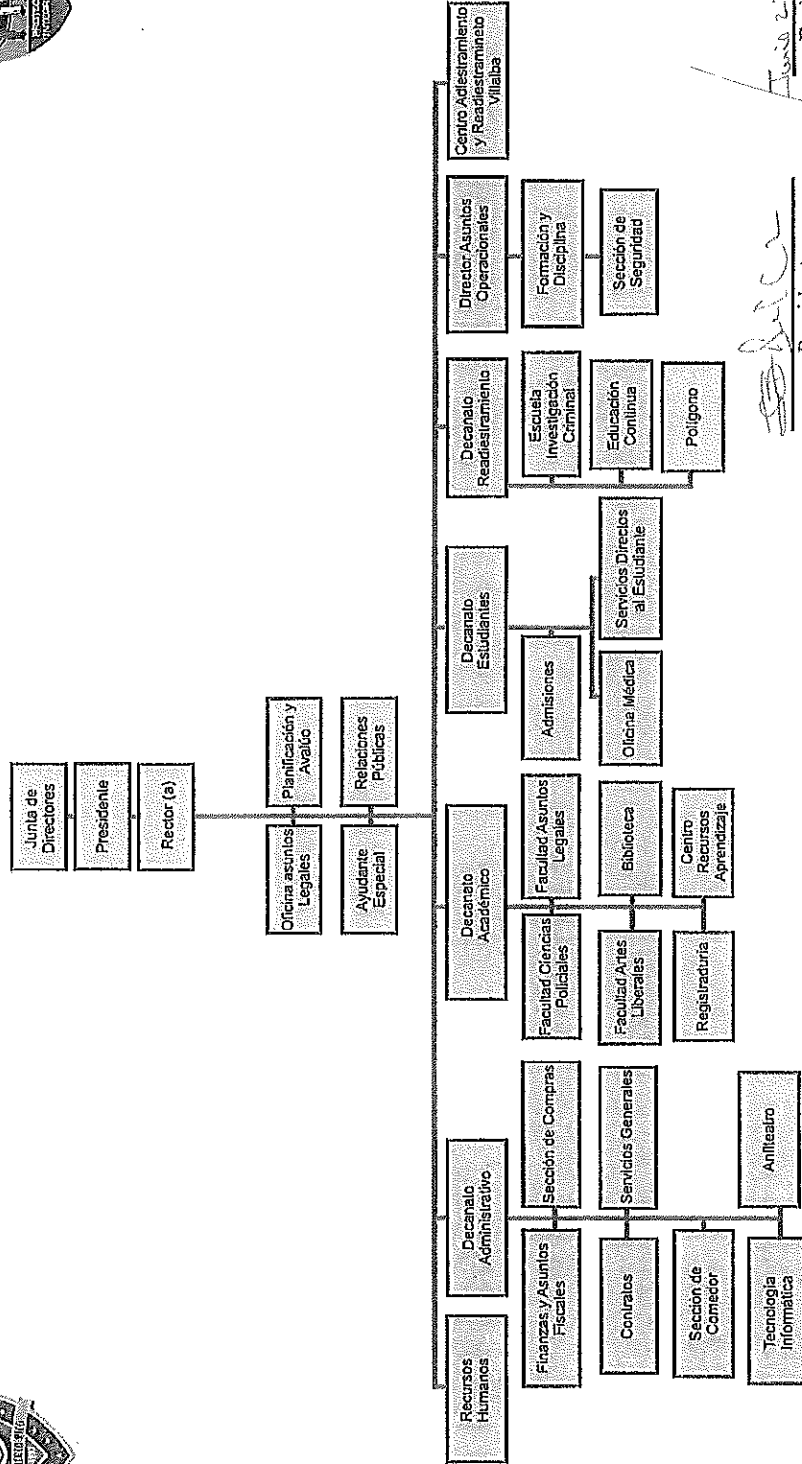 Junta de
Directores
Presidente
Rector (a)
Oficina asuntos
Legales
Planificación y
Avalúo
Ayudante
Especial
Relaciones
Públicas
Recursos
Humanos
Decanato
Administrativo
Decanato
Académico
Decanato
Estudiantes
Decanato
Readiestramiento
Director Asuntos
Operacionales
Centro Adiestramiento
y Readiestramineto
Villalba
Finanzas y Asuntos
Fiscales
Sección de Compras
Contratos
Servicios Generales
Sección de
Comedor
Tecnología
Informática
Anfiteatro
Facultad Ciencias
Policiales
Facultad Asuntos
Legales
Facultad Artes
Liberales
Biblioteca
Registraduría
Centro
Recursos
Aprendizaje
Admisiones
Oficina Médica
Servicios Directos
al Estudiante
Escuela
Investigación
Criminal
Educación
Continua
Polígono
Formación y
Disciplina
Sección de
Seguridad